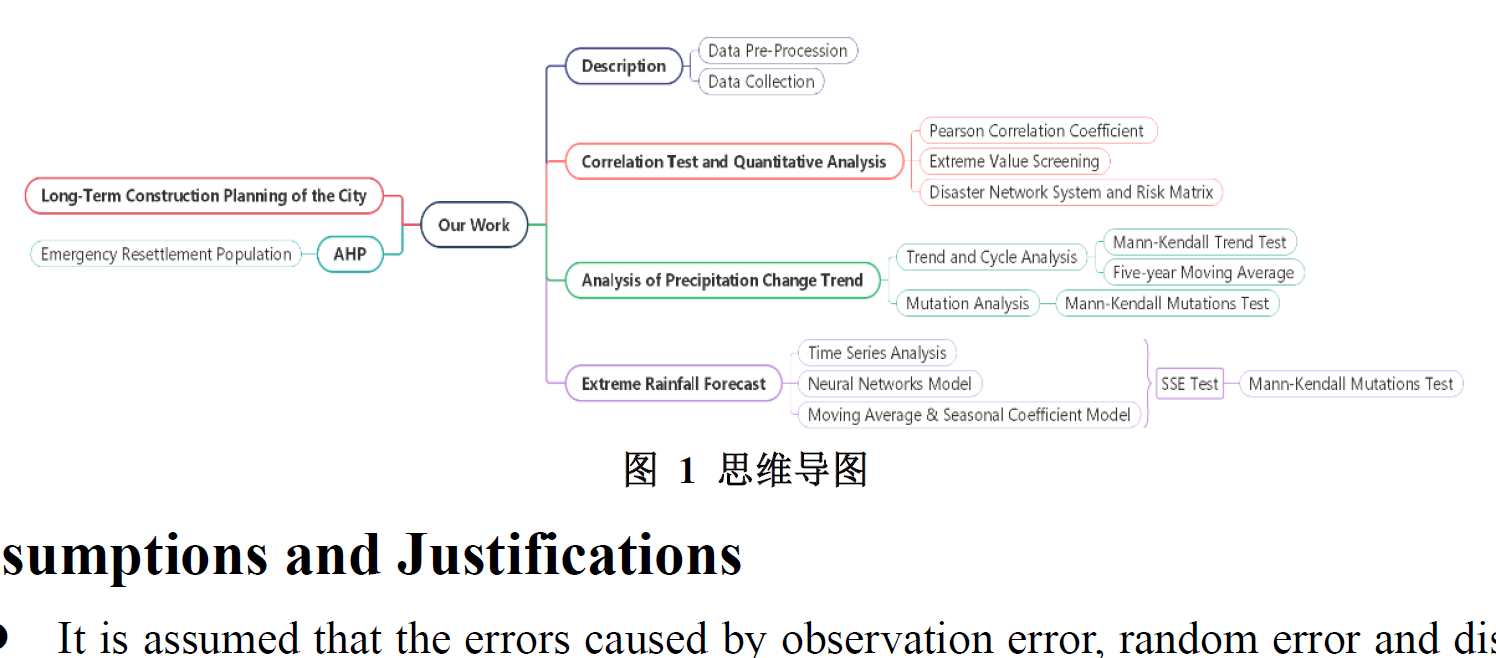 Description
Data Pre-Procession
Data Collection
Correlation Test and Quantitative Analysis
Pearson Correlation Coefficient
Extreme Value Screening
Disaster Network System and Risk Matrix
Long-Term Construction Planning of the City
Our Work
Emergency Resettlement Population
AHP
Analysis of Precipitation Change Trend
Trend and Cycle Analysis
Mann-Kendall Trend Test
Five-year Moving Average
Mutation Analysis
Mann-Kendall Mutations Test
Extreme Rainfall Forecast
Time Series Analysis
Neural Networks Model
Moving Average & Seasonal Coefficient Model
SSE Test
Mann-Kendall Mutations Test
图 1 思维导图
sumptions and Justifications
● It is assumed that the errors caused by observation error, random error and dis